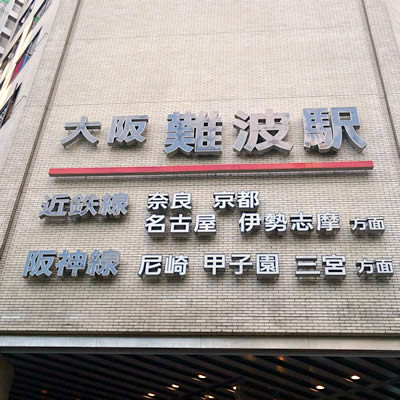 大阪難波駅
近鉄線 奈良 京都
名古屋 伊勢志摩 方面
阪神線 尼崎 甲子園 三宮 方面